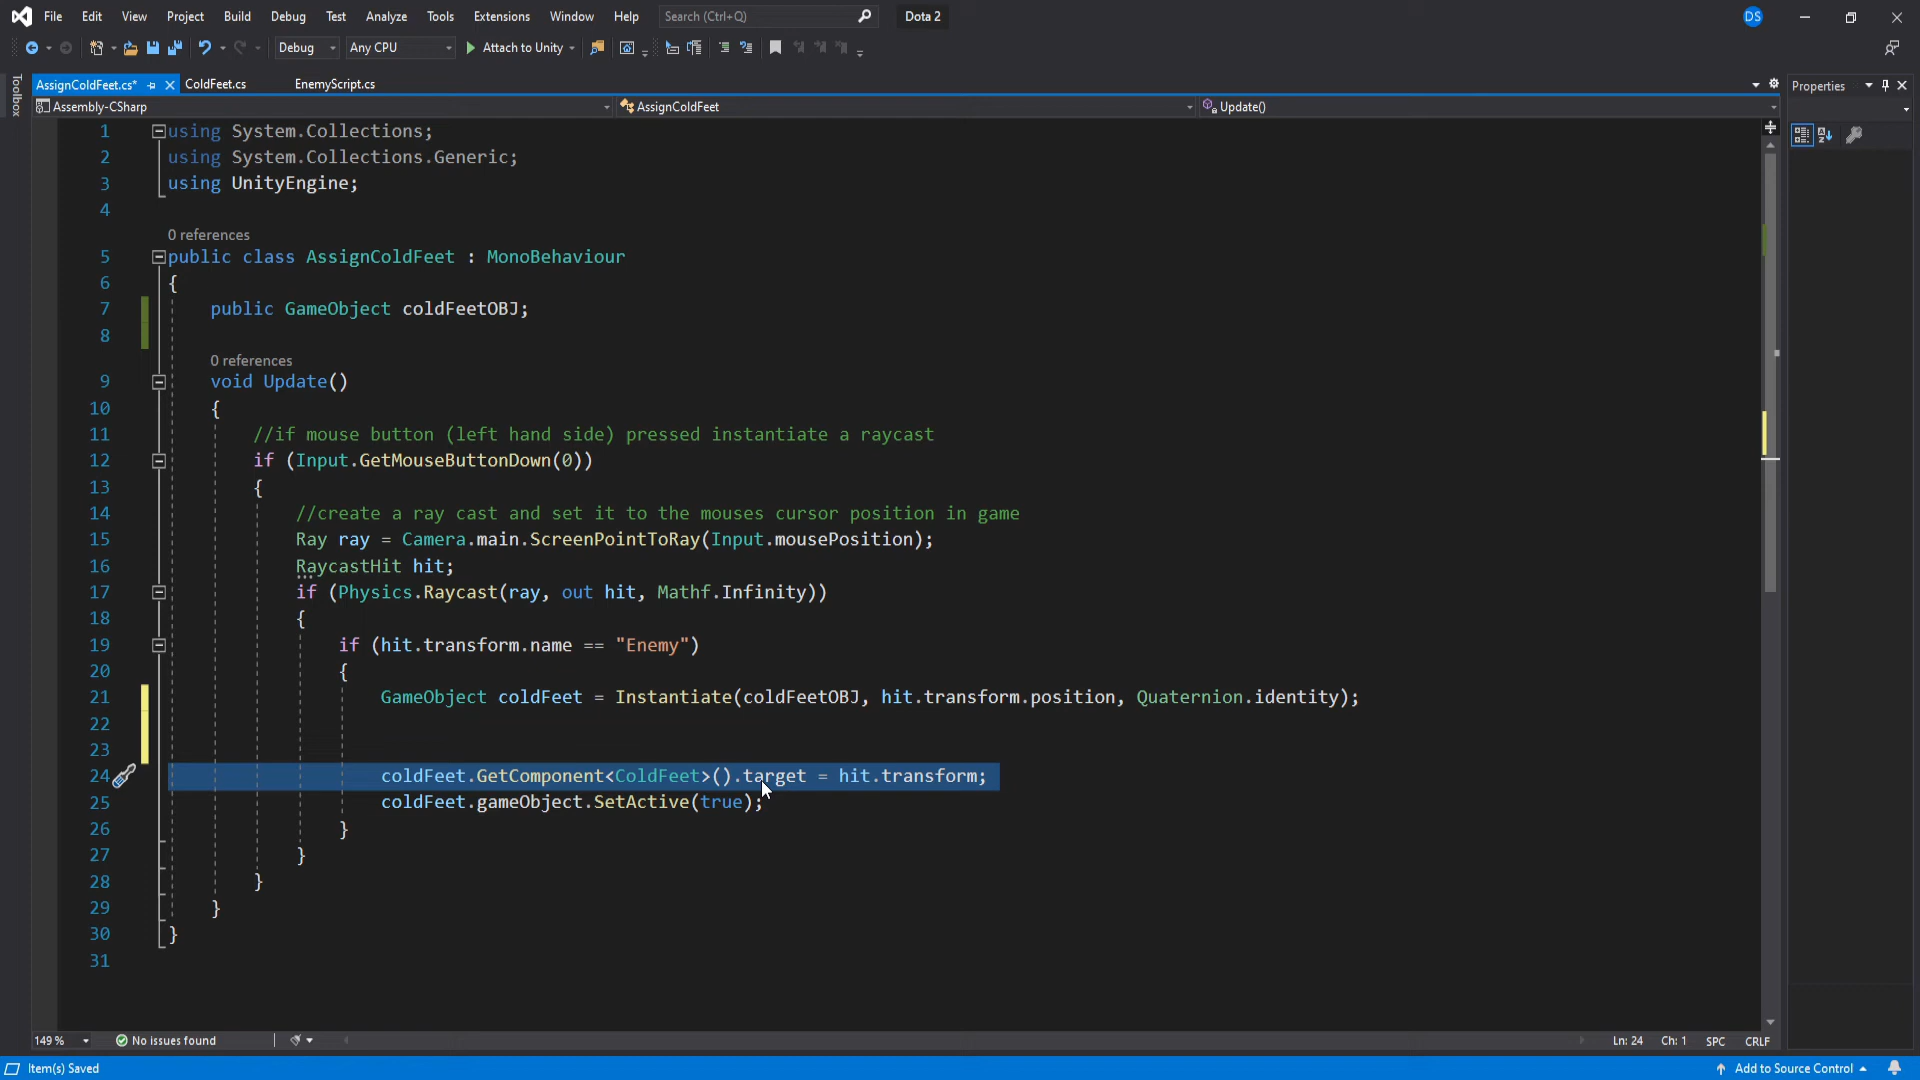 File Edit View Project Build Debug Test Analyze Tools Extensions Window Help Search (Ctrl+Q) Dota 2 DS
Debug Any CPU Attach to Unity
Toolbox
AssignColdFeet.cs* ColdFeet.cs EnemyScript.cs Properties
Assembly-CSharp AssignColdFeet Update()
1 using System.Collections;
2 using System.Collections.Generic;
3 using UnityEngine;
4
0 references
5 public class AssignColdFeet : MonoBehaviour
6 {
7 public GameObject coldFeetOBJ;
8
0 references
9 void Update()
10 {
11 //if mouse button (left hand side) pressed instantiate a raycast
12 if (Input.GetMouseButtonDown(0))
13 {
14 //create a ray cast and set it to the mouses cursor position in game
15 Ray ray = Camera.main.ScreenPointToRay(Input.mousePosition);
16 RaycastHit hit;
17 if (Physics.Raycast(ray, out hit, Mathf.Infinity))
18 {
19 if (hit.transform.name == "Enemy")
20 {
21 GameObject coldFeet = Instantiate(coldFeetOBJ, hit.transform.position, Quaternion.identity);
22
23
24 coldFeet.GetComponent<ColdFeet>().target = hit.transform;
25 coldFeet.gameObject.SetActive(true);
26 }
27 }
28 }
29 }
30 }
31
149 % No issues found Ln: 24 Ch: 1 SPC CRLF
Item(s) Saved Add to Source Control